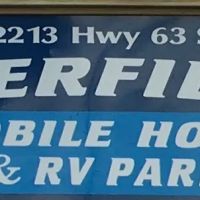 2213 Hwy 63 S
ERFIE
OBILE HO
& RV PAR